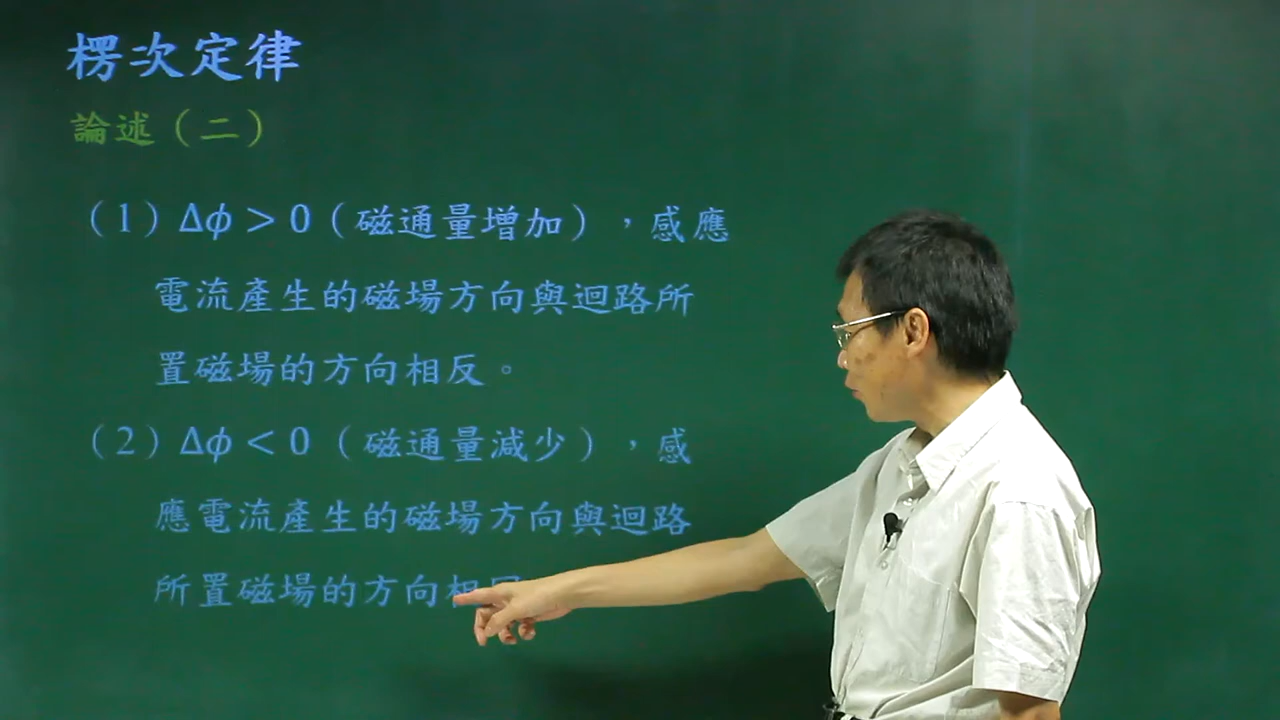 楞次定律
論述（二）
（1）Δϕ > 0（磁通量增加），感應
電流產生的磁場方向與迴路所
置磁場的方向相反。
（2）Δϕ < 0（磁通量減少），感
應電流產生的磁場方向與迴路
所置磁場的方向相同